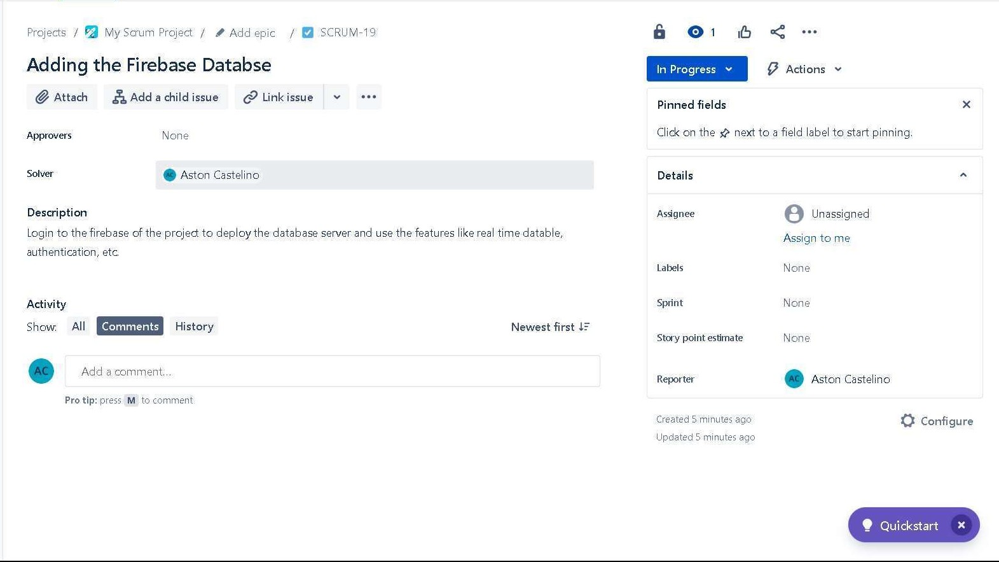 Projects / My Scrum Project / Add epic / SCRUM-19
1
Adding the Firebase Databse
Attach Add a child issue Link issue
Approvers None
Solver AC Aston Castelino
Description
Login to the firebase of the project to deploy the database server and use the features like real time datable,
authentication, etc.
Activity
Show: All Comments History Newest first
AC Add a comment...
Pro tip: press M to comment
In Progress Actions
Pinned fields
Click on the next to a field label to start pinning.
Details
Assignee Unassigned
Assign to me
Labels None
Sprint None
Story point estimate None
Reporter AC Aston Castelino
Created 5 minutes ago Configure
Updated 5 minutes ago
Quickstart